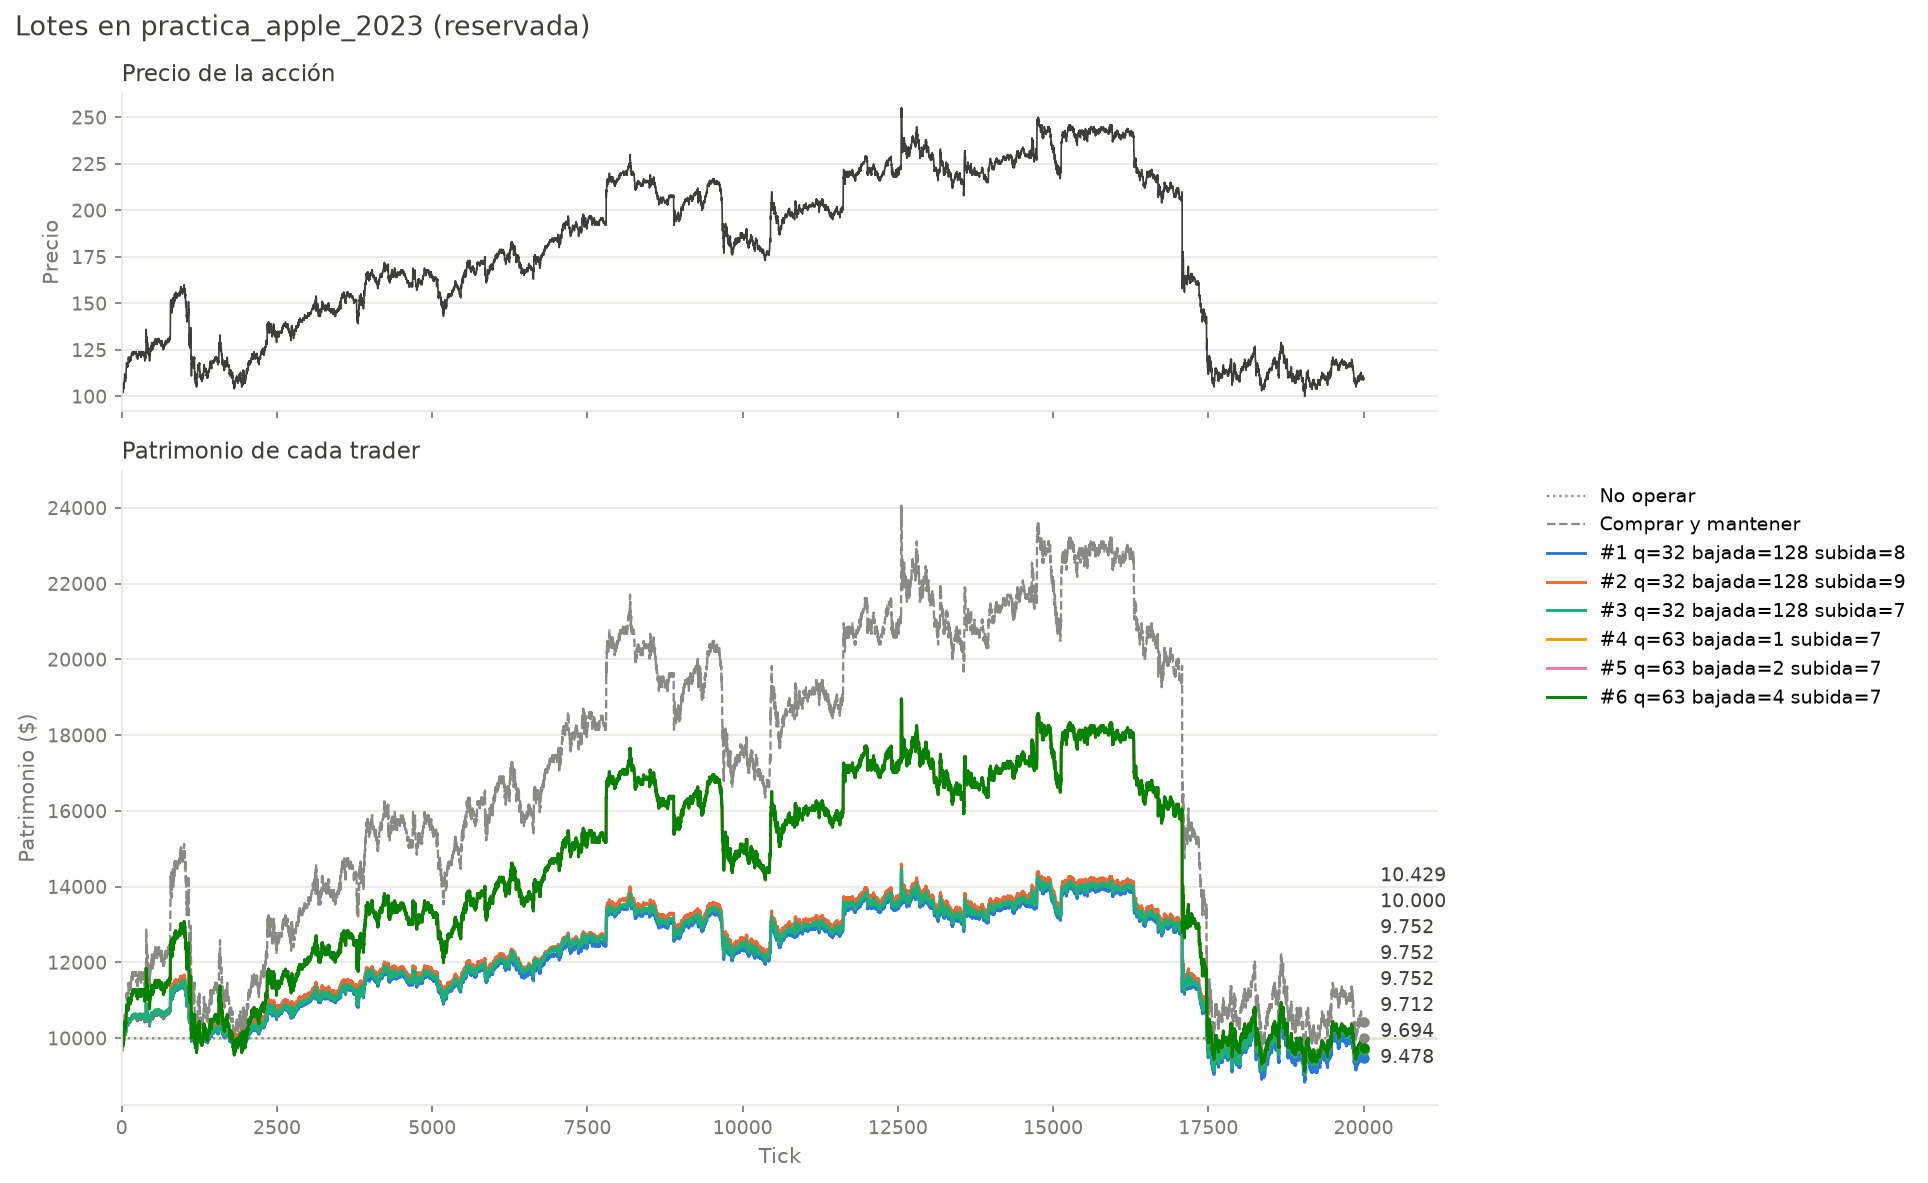 Lotes en practica_apple_2023 (reservada)
Precio de la acción
Precio
250
225
200
175
150
125
100
Patrimonio de cada trader
Patrimonio ($)
24000
22000
20000
18000
16000
14000
12000
10000
10.429
10.000
9.752
9.752
9.752
9.712
9.694
9.478
0
2500
5000
7500
10000
12500
15000
17500
20000
Tick
No operar
Comprar y mantener
#1 q=32 bajada=128 subida=8
#2 q=32 bajada=128 subida=9
#3 q=32 bajada=128 subida=7
#4 q=63 bajada=1 subida=7
#5 q=63 bajada=2 subida=7
#6 q=63 bajada=4 subida=7